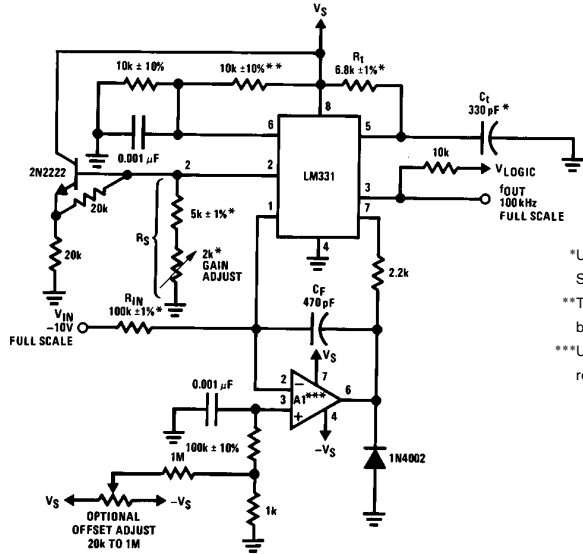 VS
10k ± 10%
10k ±10%**
Rt
6.8k ±1%*
Ct
330 pF*
8
6
5
0.001 μF
LM331
10k
VLOGIC
2N2222
2
2
3
fOUT
100 kHz
FULL SCALE
1
7
20k
5k ± 1%*
RS
4
20k
2k*
GAIN
ADJUST
2.2k
VIN
–10V
FULL SCALE
RIN
100k ±1%*
CF
470 pF
VS
7
2
–
A1***
6
3
+
4
–VS
0.001 μF
100k ± 10%
1M
1N4002
VS
–VS
1k
OPTIONAL
OFFSET ADJUST
20k TO 1M
*U
S
**T
b
***U
re